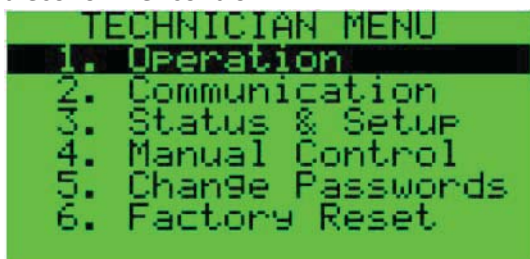 TECHNICIAN MENU
1. Operation
2. Communication
3. Status & Setup
4. Manual Control
5. Change Passwords
6. Factory Reset